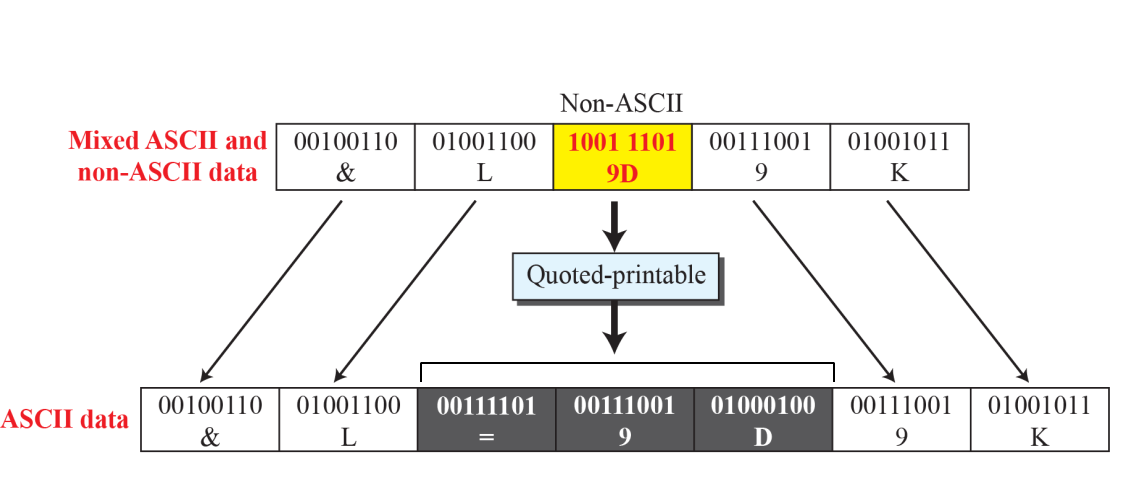 Non-ASCII
Mixed ASCII and
non-ASCII data
00100110 01001100 1001 1101 00111001 01001011
& L 9D 9 K
Quoted-printable
ASCII data
00100110 01001100 00111101 00111001 01000100 00111001 01001011
& L = 9 D 9 K